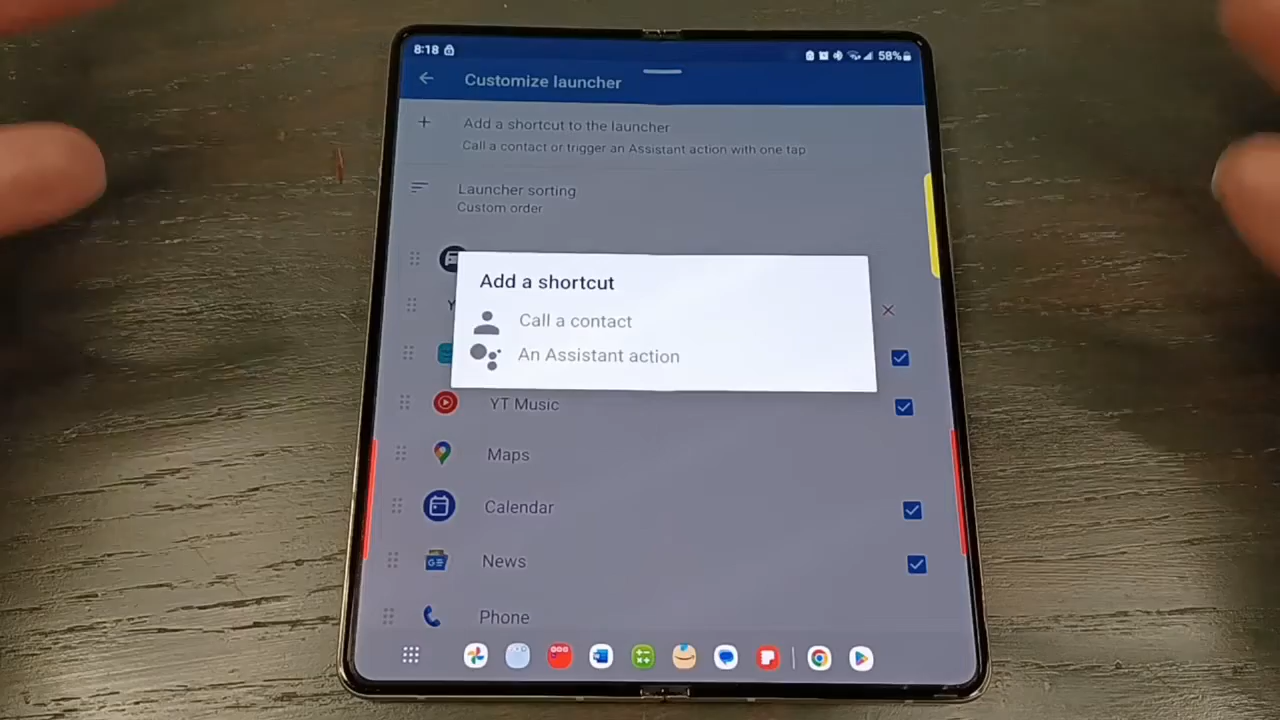 8:18
58%
Customize launcher
Add a shortcut to the launcher
Call a contact or trigger an Assistant action with one tap
Launcher sorting
Custom order
Add a shortcut
Y
Call a contact
An Assistant action
YT Music
Maps
Calendar
News
Phone